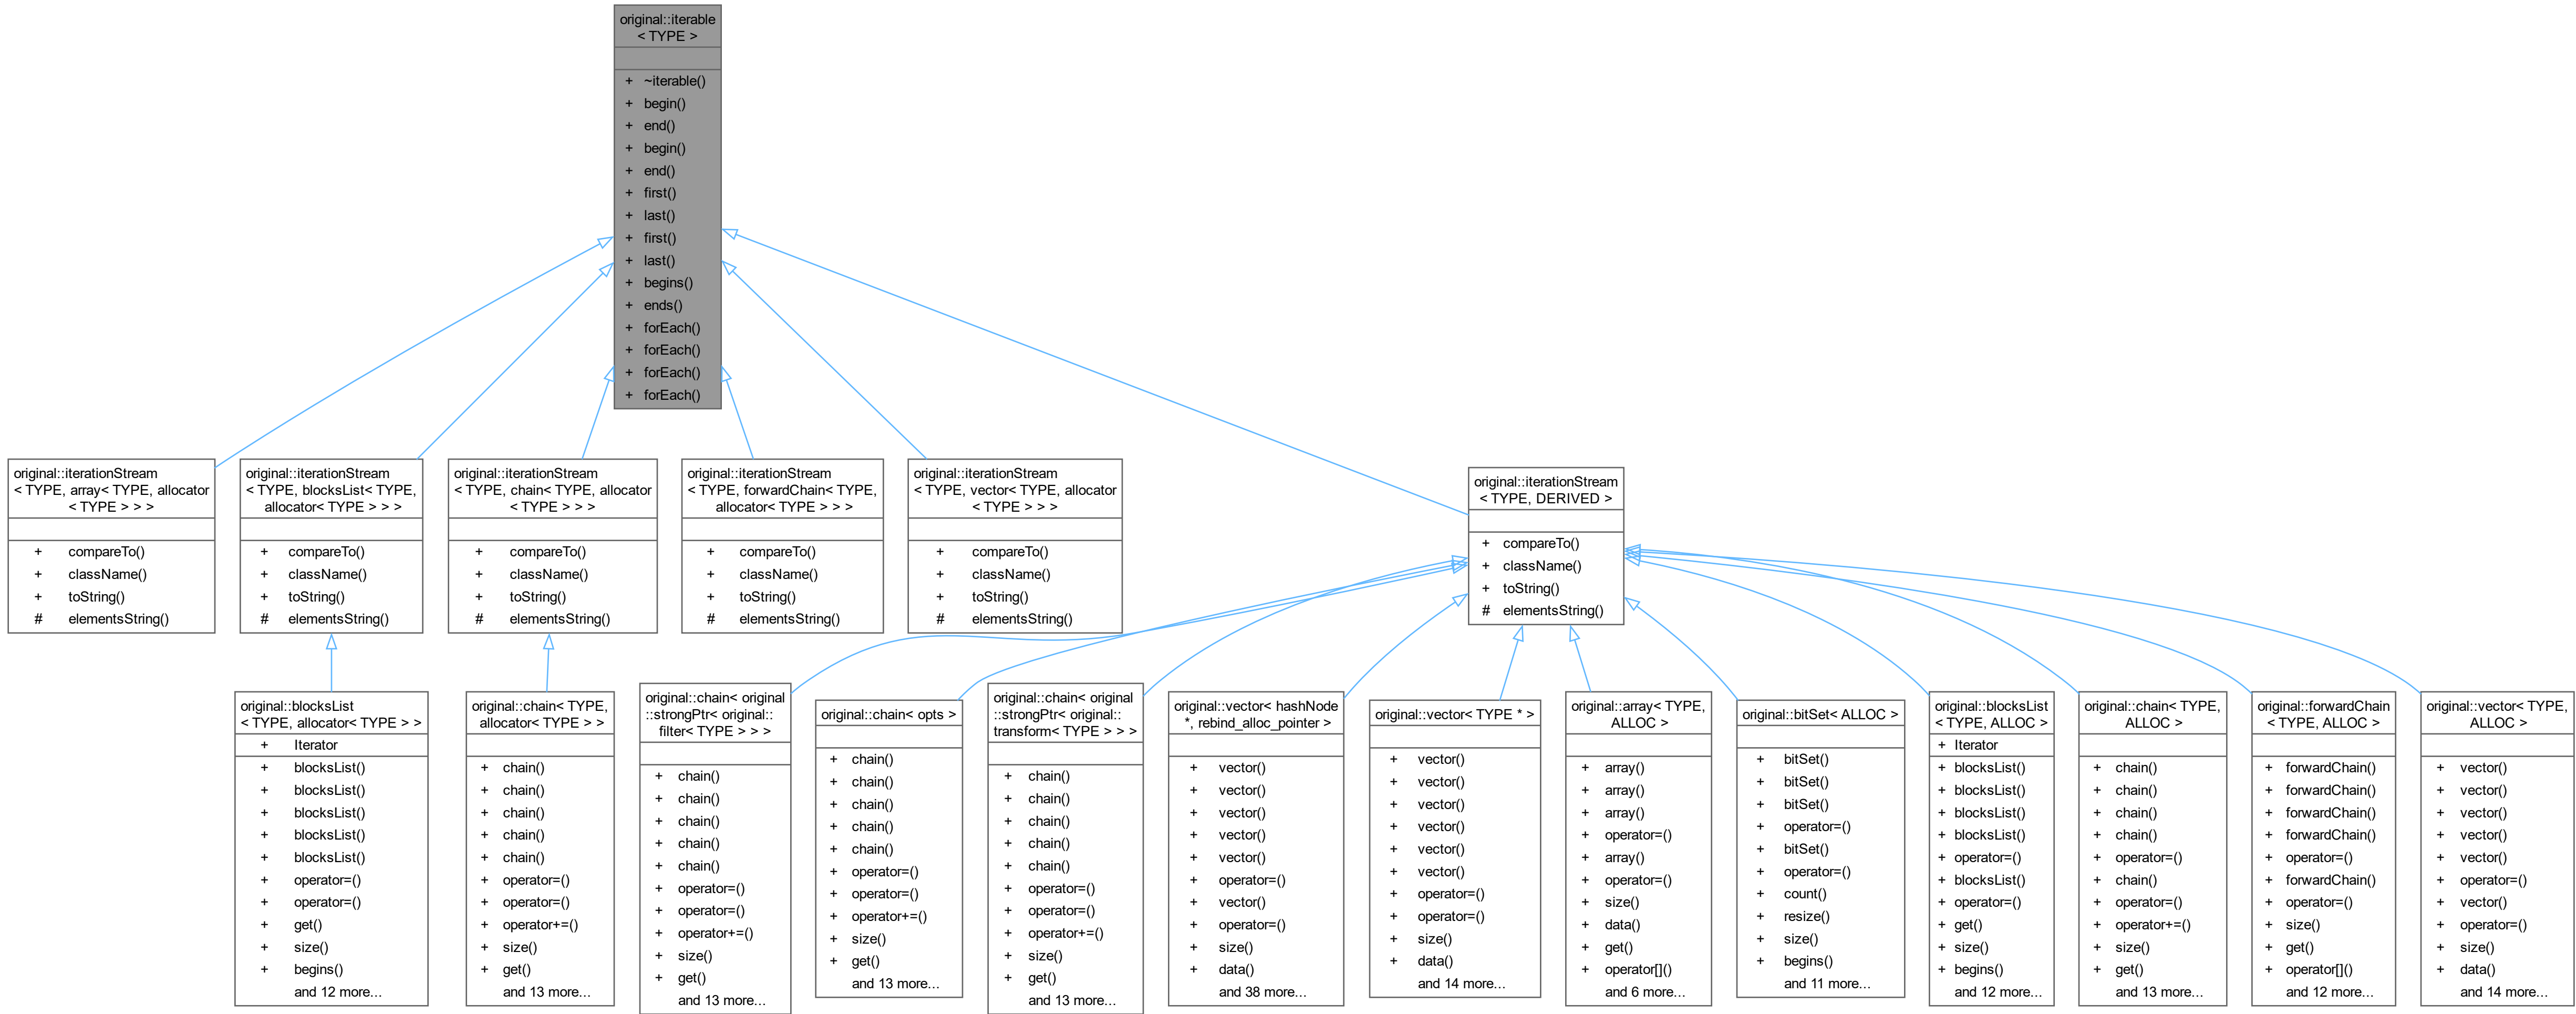 original::iterable
< TYPE >
+ ~iterable()
+ begin()
+ end()
+ begin()
+ end()
+ first()
+ last()
+ first()
+ last()
+ begins()
+ ends()
+ forEach()
+ forEach()
+ forEach()
+ forEach()
original::iterationStream
< TYPE, array< TYPE, allocator
< TYPE > > >
+ compareTo()
+ className()
+ toString()
# elementsString()
original::iterationStream
< TYPE, blocksList< TYPE,
allocator< TYPE > > >
+ compareTo()
+ className()
+ toString()
# elementsString()
original::iterationStream
< TYPE, chain< TYPE, allocator
< TYPE > > >
+ compareTo()
+ className()
+ toString()
# elementsString()
original::iterationStream
< TYPE, forwardChain< TYPE,
allocator< TYPE > > >
+ compareTo()
+ className()
+ toString()
# elementsString()
original::iterationStream
< TYPE, vector< TYPE, allocator
< TYPE > > >
+ compareTo()
+ className()
+ toString()
# elementsString()
original::iterationStream
< TYPE, DERIVED >
+ compareTo()
+ className()
+ toString()
# elementsString()
original::blocksList
< TYPE, allocator< TYPE > >
+ Iterator
+ blocksList()
+ blocksList()
+ blocksList()
+ blocksList()
+ blocksList()
+ operator=()
+ operator=()
+ get()
+ size()
+ begins()
and 12 more...
original::chain< TYPE,
allocator< TYPE > >
+ chain()
+ chain()
+ chain()
+ chain()
+ chain()
+ operator=()
+ operator=()
+ operator+=()
+ size()
+ get()
and 13 more...
original::chain< original
::strongPtr< original::
filter< TYPE > > >
+ chain()
+ chain()
+ chain()
+ chain()
+ chain()
+ operator=()
+ operator=()
+ operator+=()
+ size()
+ get()
and 13 more...
original::chain< opts >
+ chain()
+ chain()
+ chain()
+ chain()
+ chain()
+ operator=()
+ operator=()
+ operator+=()
+ size()
+ get()
and 13 more...
original::chain< original
::strongPtr< original::
transform< TYPE > > >
+ chain()
+ chain()
+ chain()
+ chain()
+ chain()
+ operator=()
+ operator=()
+ operator+=()
+ size()
+ get()
and 13 more...
original::vector< hashNode
*, rebind_alloc_pointer >
+ vector()
+ vector()
+ vector()
+ vector()
+ vector()
+ operator=()
+ vector()
+ operator=()
+ size()
+ data()
and 38 more...
original::vector< TYPE * >
+ vector()
+ vector()
+ vector()
+ vector()
+ vector()
+ vector()
+ operator=()
+ operator=()
+ size()
+ data()
and 14 more...
original::array< TYPE,
ALLOC >
+ array()
+ array()
+ array()
+ operator=()
+ array()
+ operator=()
+ size()
+ data()
+ get()
+ operator[]()
and 6 more...
original::bitSet< ALLOC >
+ bitSet()
+ bitSet()
+ bitSet()
+ operator=()
+ bitSet()
+ operator=()
+ count()
+ resize()
+ size()
+ begins()
and 11 more...
original::blocksList
< TYPE, ALLOC >
+ Iterator
+ blocksList()
+ blocksList()
+ blocksList()
+ blocksList()
+ operator=()
+ blocksList()
+ operator=()
+ get()
+ size()
+ begins()
and 12 more...
original::chain< TYPE,
ALLOC >
+ chain()
+ chain()
+ chain()
+ chain()
+ operator=()
+ chain()
+ operator=()
+ operator+=()
+ size()
+ get()
and 13 more...
original::forwardChain
< TYPE, ALLOC >
+ forwardChain()
+ forwardChain()
+ forwardChain()
+ forwardChain()
+ operator=()
+ forwardChain()
+ operator=()
+ size()
+ get()
+ operator[]()
and 12 more...
original::vector< TYPE,
ALLOC >
+ vector()
+ vector()
+ vector()
+ vector()
+ vector()
+ operator=()
+ vector()
+ operator=()
+ size()
+ data()
and 14 more...